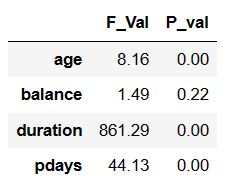 F_Val P_val
age 8.16 0.00
balance 1.49 0.22
duration 861.29 0.00
pdays 44.13 0.00